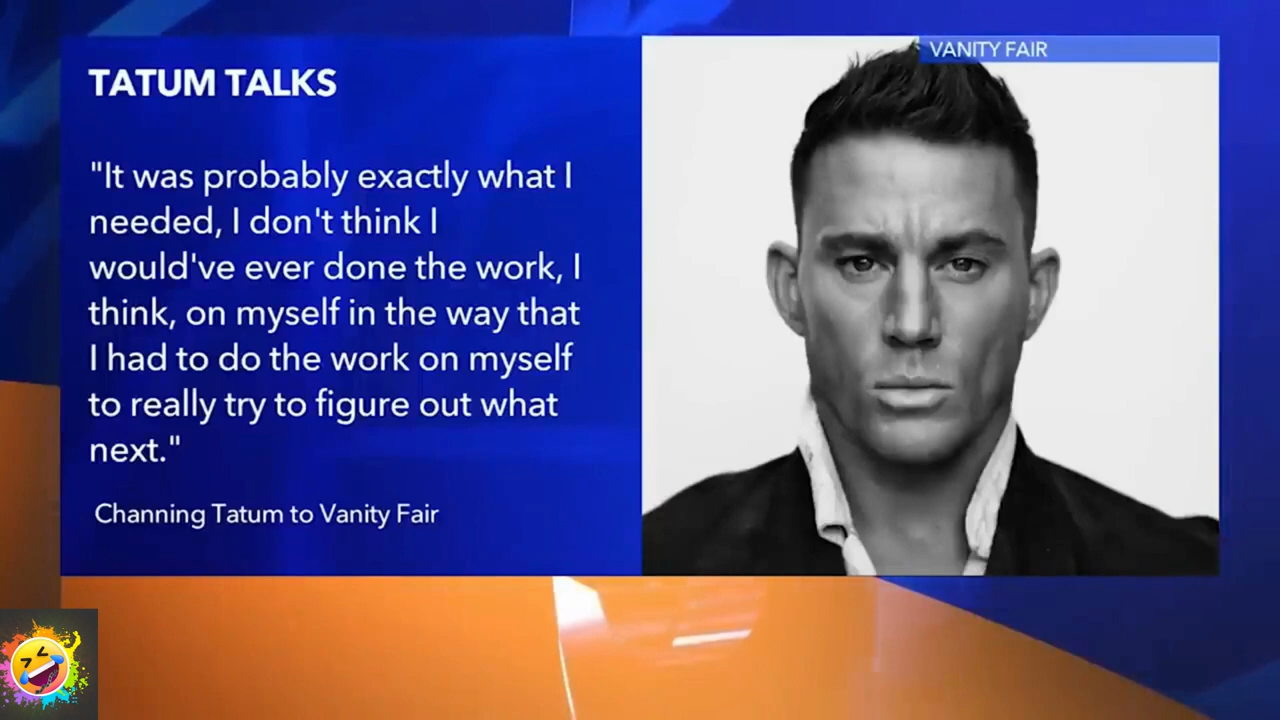 VANITY FAIR
TATUM TALKS
"It was probably exactly what I
needed, I don't think I
would've ever done the work, I
think, on myself in the way that
I had to do the work on myself
to really try to figure out what
next."
Channing Tatum to Vanity Fair